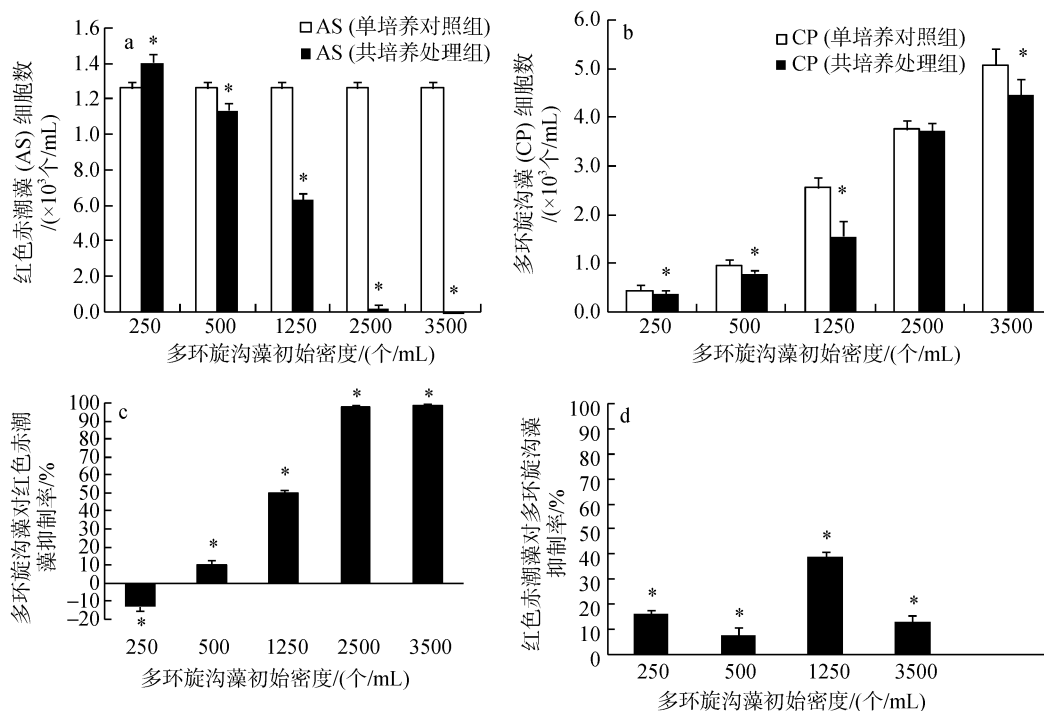 a
AS (单培养对照组)
AS (共培养处理组)
红色赤潮藻 (AS) 细胞数
/(×10³个/mL)
1.6
1.4
1.2
1.0
8.0
6.0
4.0
2.0
0.0
* * * * *
250 500 1250 2500 3500
多环旋沟藻初始密度/(个/mL)
b
CP (单培养对照组)
CP (共培养处理组)
多环旋沟藻 (CP) 细胞数
/(×10³个/mL)
6.0
5.0
4.0
3.0
2.0
1.0
0.0
* * * *
250 500 1250 2500 3500
多环旋沟藻初始密度/(个/mL)
c
多环旋沟藻对红色赤潮
藻抑制率/%
100
90
80
70
60
50
40
30
20
10
0
−10
−20
* * * * *
250 500 1250 2500 3500
多环旋沟藻初始密度/(个/mL)
d
红色赤潮藻对多环旋沟藻
抑制率/%
100
90
80
70
60
50
40
30
20
10
0
* * * *
250 500 1250 3500
多环旋沟藻初始密度/(个/mL)